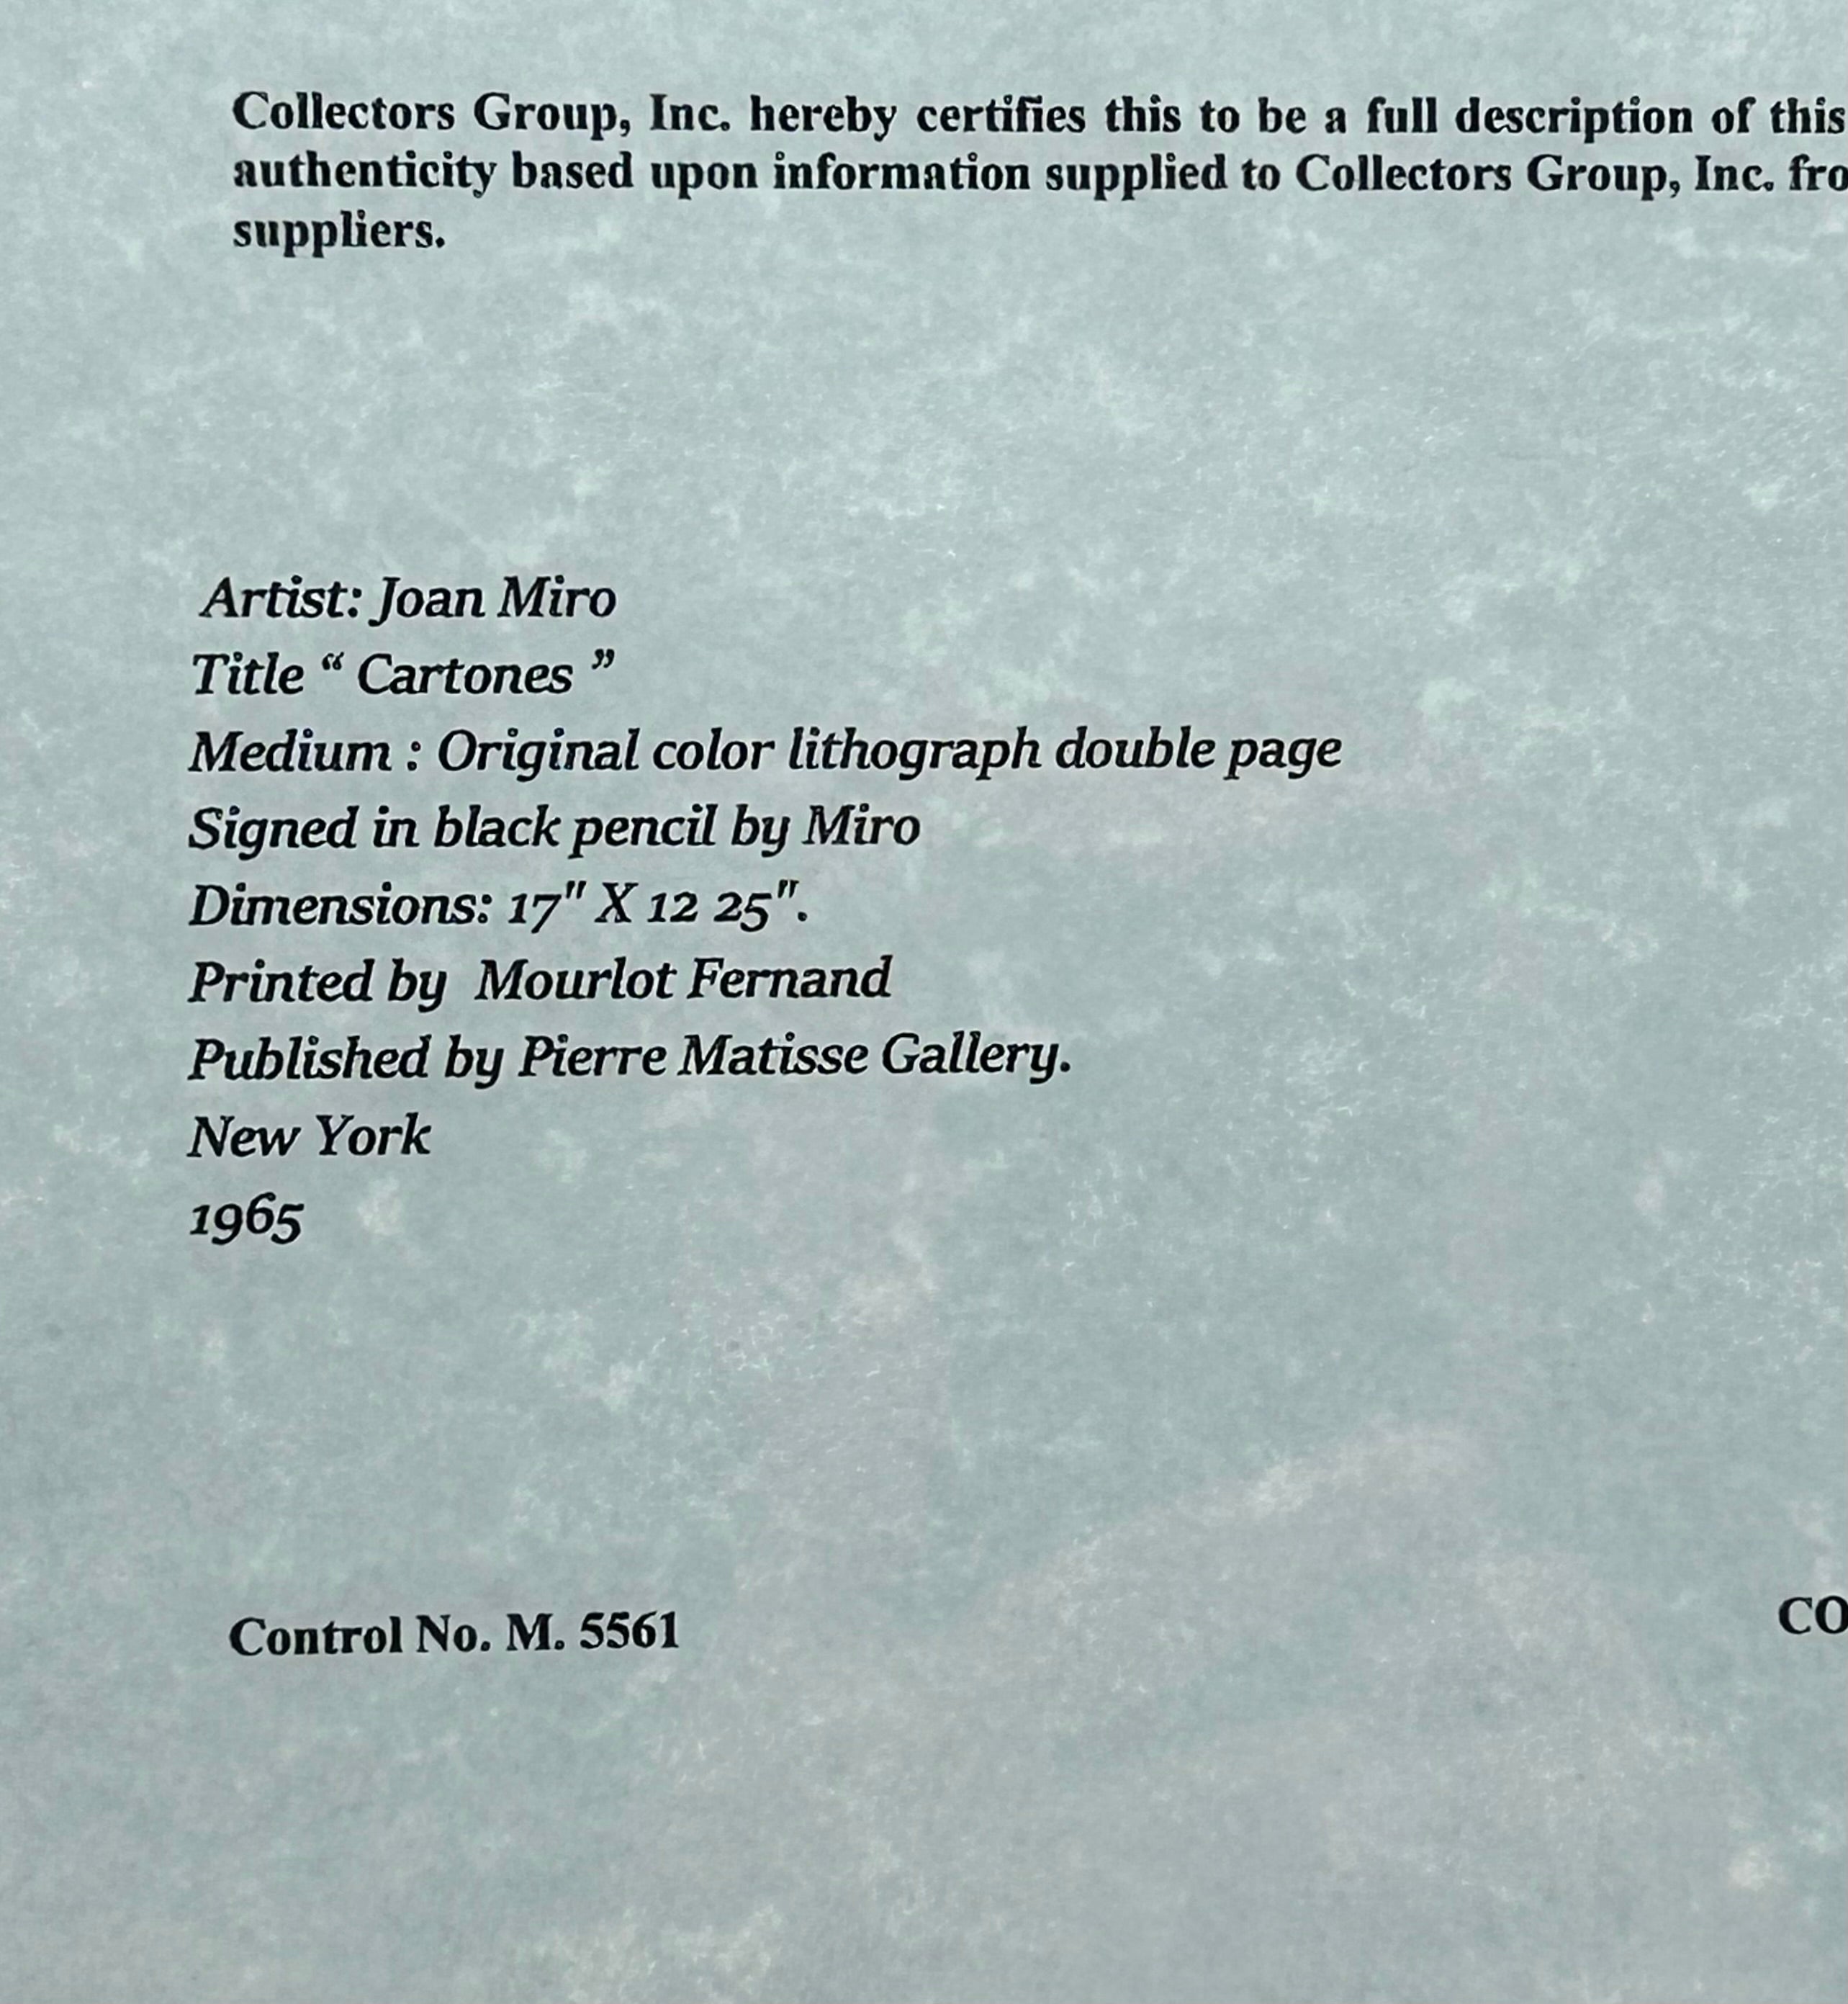 Collectors Group, Inc. hereby certifies this to be a full description of this
authenticity based upon information supplied to Collectors Group, Inc. fro
suppliers.
Artist: Joan Miro
Title “ Cartones ”
Medium : Original color lithograph double page
Signed in black pencil by Miro
Dimensions: 17" X 12 25".
Printed by  Mourlot Fernand
Published by Pierre Matisse Gallery.
New York
1965
Control No. M. 5561
CO